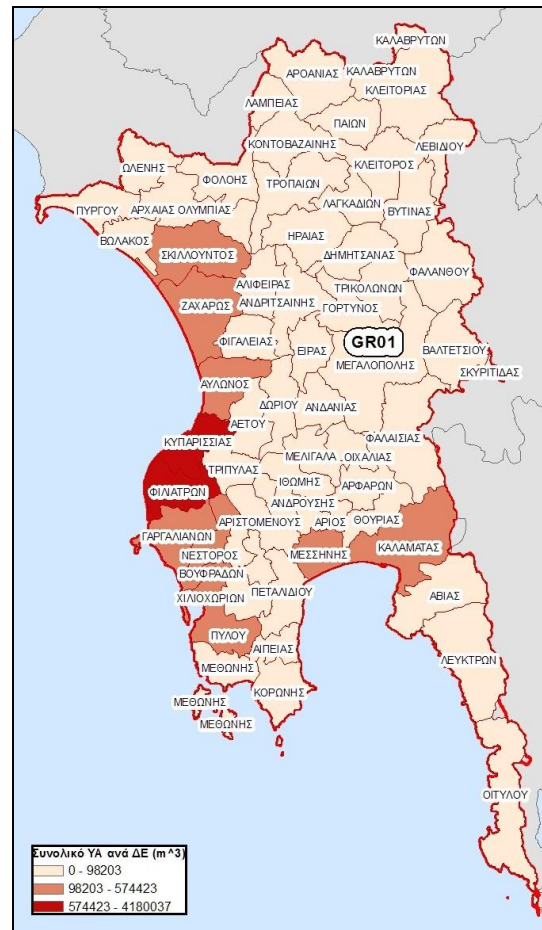 ΚΑΛΑΒΡΥΤΩΝ
ΑΡΟΑΝΙΑΣ
ΚΑΛΑΒΡΥΤΩΝ
ΚΛΕΙΤΟΡΙΑΣ
ΛΑΜΠΕΙΑΣ
ΠΑΙΩΝ
ΚΟΝΤΟΒΑΖΑΙΝΗΣ
ΛΕΒΙΔΙΟΥ
ΩΛΕΝΗΣ
ΚΛΕΙΤΟΡΟΣ
ΦΟΛΟΗΣ
ΤΡΟΠΑΙΩΝ
ΛΑΓΚΑΔΙΩΝ
ΠΥΡΓΟΥ
ΑΡΧΑΙΑΣ ΟΛΥΜΠΙΑΣ
ΒΥΤΙΝΑΣ
ΒΩΛΑΚΟΣ
ΗΡΑΙΑΣ
ΣΚΙΛΛΟΥΝΤΟΣ
ΔΗΜΗΤΣΑΝΑΣ
ΦΑΛΑΝΘΟΥ
ΑΛΙΦΕΙΡΑΣ
ΤΡΙΚΟΛΩΝΩΝ
ΖΑΧΑΡΩΣ
ΑΝΔΡΙΤΣΑΙΝΗΣ
ΓΟΡΤΥΝΟΣ
ΦΙΓΑΛΕΙΑΣ
ΕΙΡΑΣ
GR01
ΒΑΛΤΕΤΣΙΟΥ
ΜΕΓΑΛΟΠΟΛΗΣ
ΣΚΥΡΙΤΙΔΑΣ
ΑΥΛΩΝΟΣ
ΔΩΡΙΟΥ
ΑΝΔΑΝΙΑΣ
ΑΕΤΟΥ
ΚΥΠΑΡΙΣΣΙΑΣ
ΦΑΛΑΙΣΙΑΣ
ΜΕΛΙΓΑΛΑ
ΟΙΧΑΛΙΑΣ
ΤΡΙΠΥΛΑΣ
ΙΘΩΜΗΣ
ΑΡΦΑΡΩΝ
ΦΙΛΙΑΤΡΩΝ
ΑΝΔΡΟΥΣΗΣ
ΑΡΙΣΤΟΜΕΝΟΥΣ
ΑΡΙΟΣ
ΘΟΥΡΙΑΣ
ΓΑΡΓΑΛΙΑΝΩΝ
ΝΕΣΤΟΡΟΣ
ΜΕΣΣΗΝΗΣ
ΚΑΛΑΜΑΤΑΣ
ΒΟΥΦΡΑΔΩΝ
ΧΙΛΙΟΧΩΡΙΩΝ
ΠΕΤΑΛΙΔΙΟΥ
ΑΒΙΑΣ
ΠΥΛΟΥ
ΑΙΠΕΙΑΣ
ΛΕΥΚΤΡΩΝ
ΜΕΘΩΝΗΣ
ΚΟΡΩΝΗΣ
ΜΕΘΩΝΗΣ
ΜΕΘΩΝΗΣ
ΟΙΤΥΛΟΥ
Συνολικό ΥΑ ανά ΔΕ (m^3)
0 - 98203
98203 - 574423
574423 - 4180037